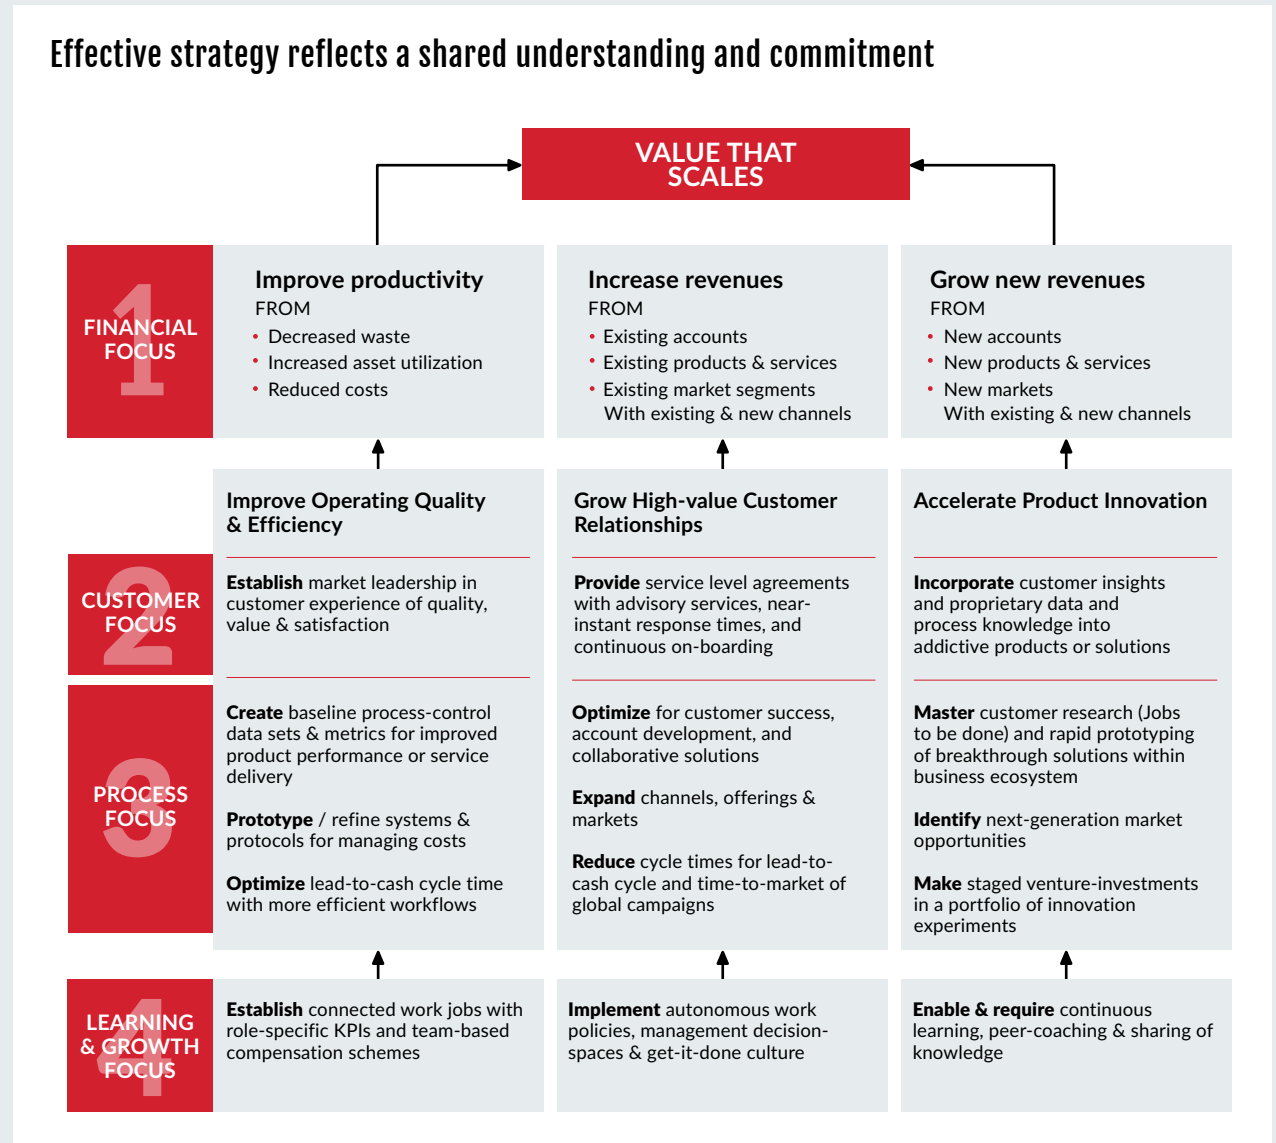 Effective strategy reflects a shared understanding and commitment
VALUE THAT
SCALES
1
FINANCIAL
FOCUS
Improve productivity
FROM
• Decreased waste
• Increased asset utilization
• Reduced costs
Increase revenues
FROM
• Existing accounts
• Existing products & services
• Existing market segments
With existing & new channels
Grow new revenues
FROM
• New accounts
• New products & services
• New markets
With existing & new channels
Improve Operating Quality
& Efficiency
Grow High-value Customer
Relationships
Accelerate Product Innovation
2
CUSTOMER
FOCUS
Establish market leadership in
customer experience of quality,
value & satisfaction
Provide service level agreements
with advisory services, near-
instant response times, and
continuous on-boarding
Incorporate customer insights
and proprietary data and
process knowledge into
addictive products or solutions
3
PROCESS
FOCUS
Create baseline process-control
data sets & metrics for improved
product performance or service
delivery
Prototype / refine systems &
protocols for managing costs
Optimize lead-to-cash cycle time
with more efficient workflows
Optimize for customer success,
account development, and
collaborative solutions
Expand channels, offerings &
markets
Reduce cycle times for lead-to-
cash cycle and time-to-market of
global campaigns
Master customer research (Jobs
to be done) and rapid prototyping
of breakthrough solutions within
business ecosystem
Identify next-generation market
opportunities
Make staged venture-investments
in a portfolio of innovation
experiments
4
LEARNING
& GROWTH
FOCUS
Establish connected work jobs with
role-specific KPIs and team-based
compensation schemes
Implement autonomous work
policies, management decision-
spaces & get-it-done culture
Enable & require continuous
learning, peer-coaching & sharing of
knowledge